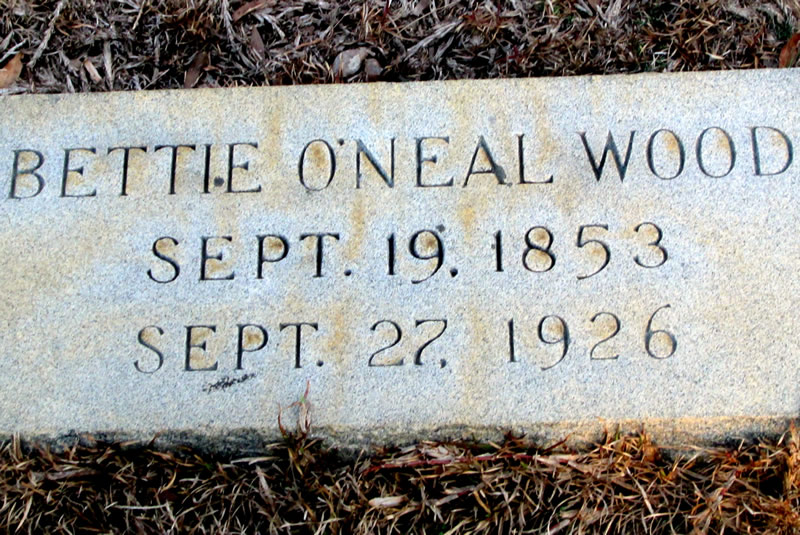 BETTIE O'NEAL WOOD
SEPT. 19, 1853
SEPT. 27, 1926